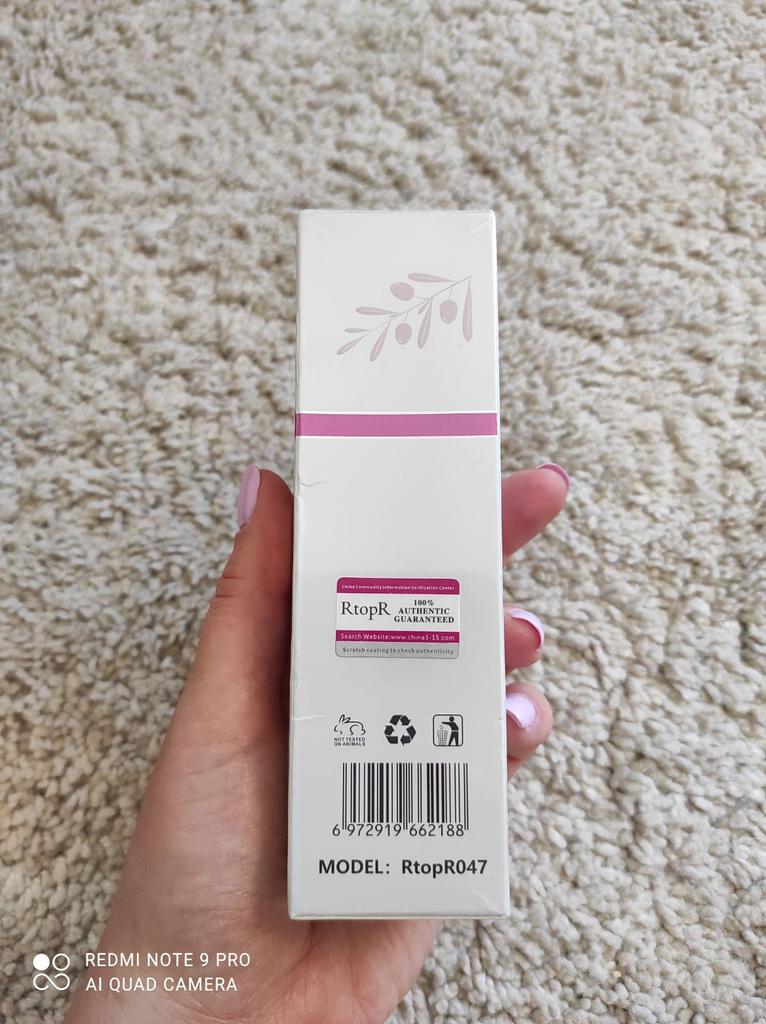 China Commodity Information Verification Center
RtopR
100%
AUTHENTIC
GUARANTEED
Search Website:www.china3-15.com
Scratch coating to check authenticity
NOT TESTED
ON ANIMALS
6 972919 662188
MODEL: RtopR047
REDMI NOTE 9 PRO
AI QUAD CAMERA